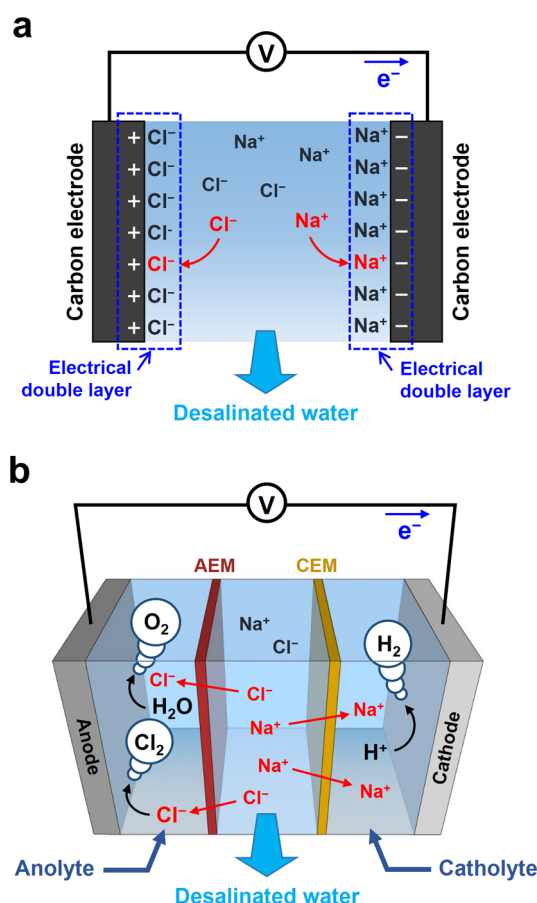 a
V
e⁻
+ Cl⁻ Na⁺ −
Na⁺
+ Cl⁻ Na⁺ −
Na⁺
+ Cl⁻ Na⁺ −
Cl⁻ Cl⁻
+ Cl⁻ Na⁺ −
Cl⁻ Na⁺
+ Cl⁻ Na⁺ −
+ Cl⁻ Na⁺ −
+ Cl⁻ Na⁺ −
Carbon electrode
Carbon electrode
Electrical
double layer
Electrical
double layer
Desalinated water
b
V
e⁻
AEM CEM
O₂
Na⁺
Cl⁻
H₂
Cl⁻ Cl⁻
H₂O
Na⁺ Na⁺
Cl₂
H⁺
Na⁺ Na⁺
Cl⁻ Cl⁻
Anode
Cathode
Anolyte Catholyte
Desalinated water